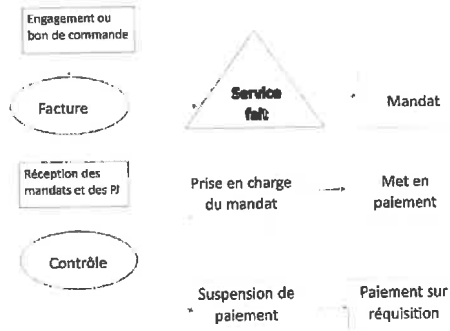 Engagement ou
bon de commande
Facture
Service
fait
Mandat
Réception des
mandats et des PJ
Prise en charge
du mandat
Met en
paiement
Contrôle
Suspension de
paiement
Paiement sur
réquisition